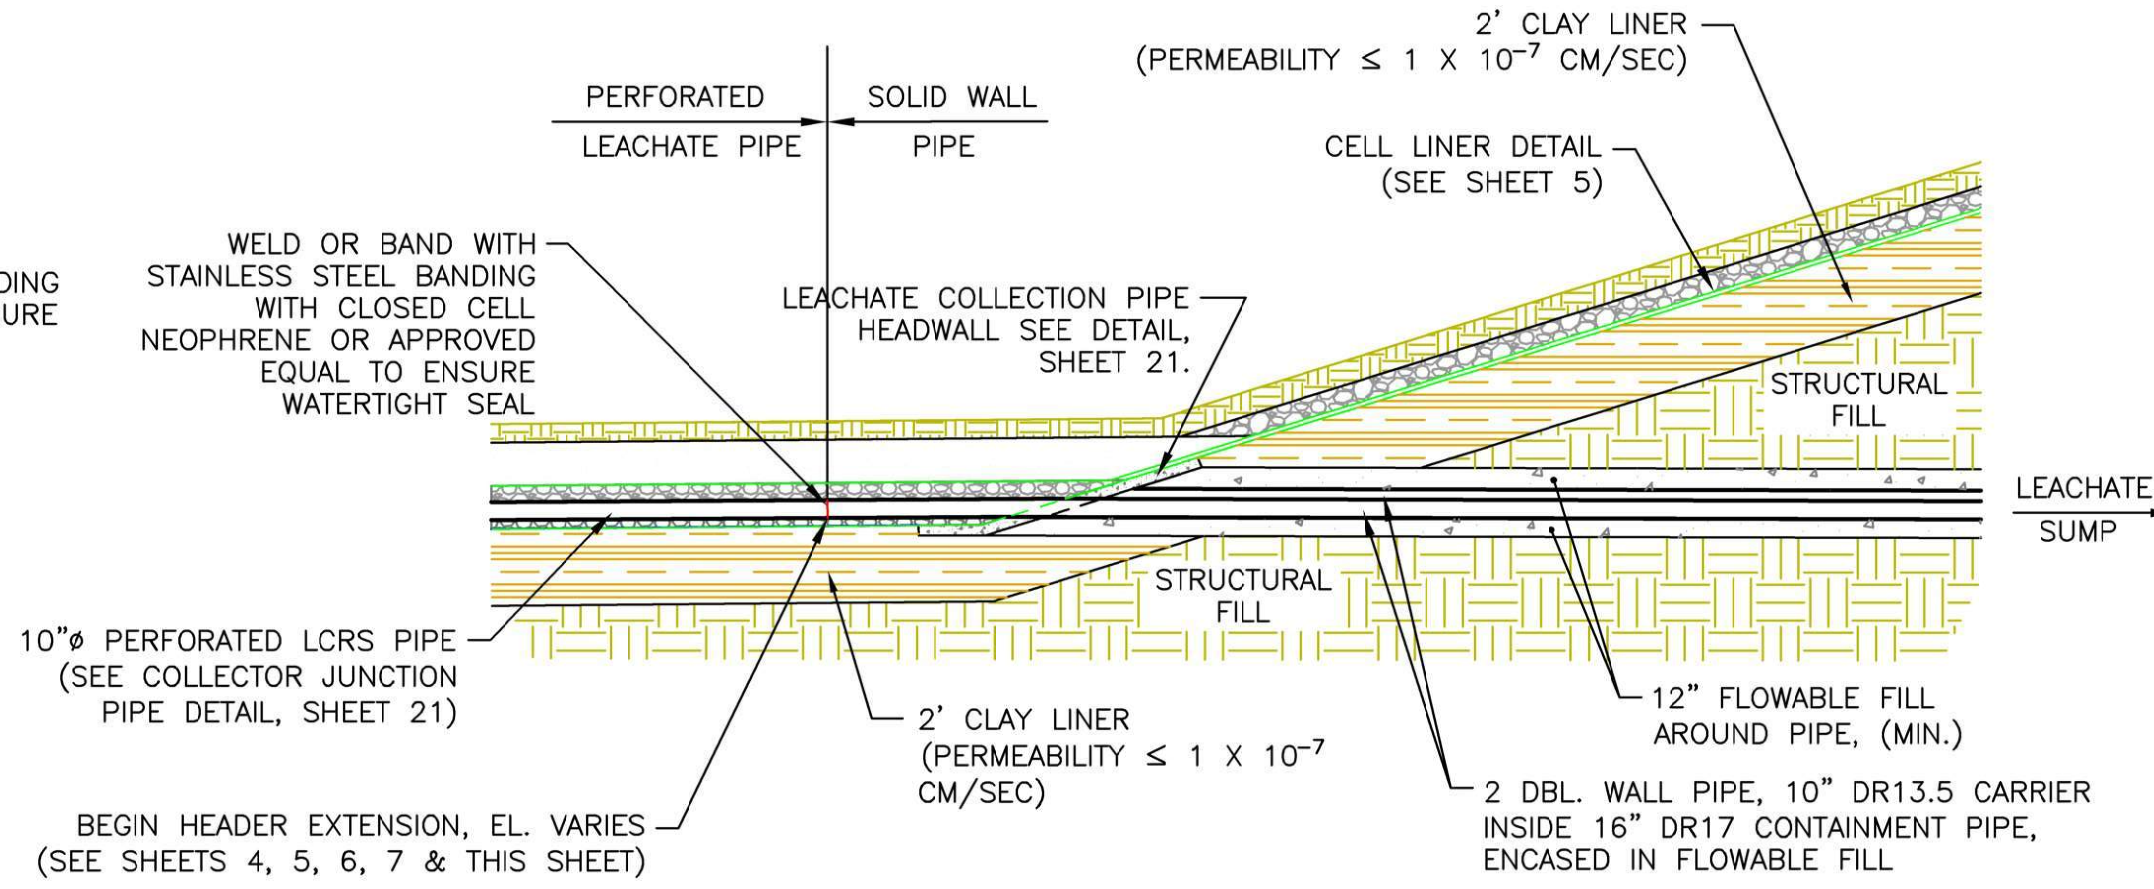 2' CLAY LINER
(PERMEABILITY ≤ 1 X 10⁻⁷ CM/SEC)
PERFORATED
LEACHATE PIPE
SOLID WALL
PIPE
CELL LINER DETAIL
(SEE SHEET 5)
WELD OR BAND WITH
STAINLESS STEEL BANDING
WITH CLOSED CELL
NEOPHRENE OR APPROVED
EQUAL TO ENSURE
WATERTIGHT SEAL
DING
URE
LEACHATE COLLECTION PIPE
HEADWALL SEE DETAIL,
SHEET 21.
STRUCTURAL
FILL
LEACHATE
SUMP
STRUCTURAL
FILL
10"ø PERFORATED LCRS PIPE
(SEE COLLECTOR JUNCTION
PIPE DETAIL, SHEET 21)
2' CLAY LINER
(PERMEABILITY ≤ 1 X 10⁻⁷
CM/SEC)
12" FLOWABLE FILL
AROUND PIPE, (MIN.)
BEGIN HEADER EXTENSION, EL. VARIES
(SEE SHEETS 4, 5, 6, 7 & THIS SHEET)
2 DBL. WALL PIPE, 10" DR13.5 CARRIER
INSIDE 16" DR17 CONTAINMENT PIPE,
ENCASED IN FLOWABLE FILL